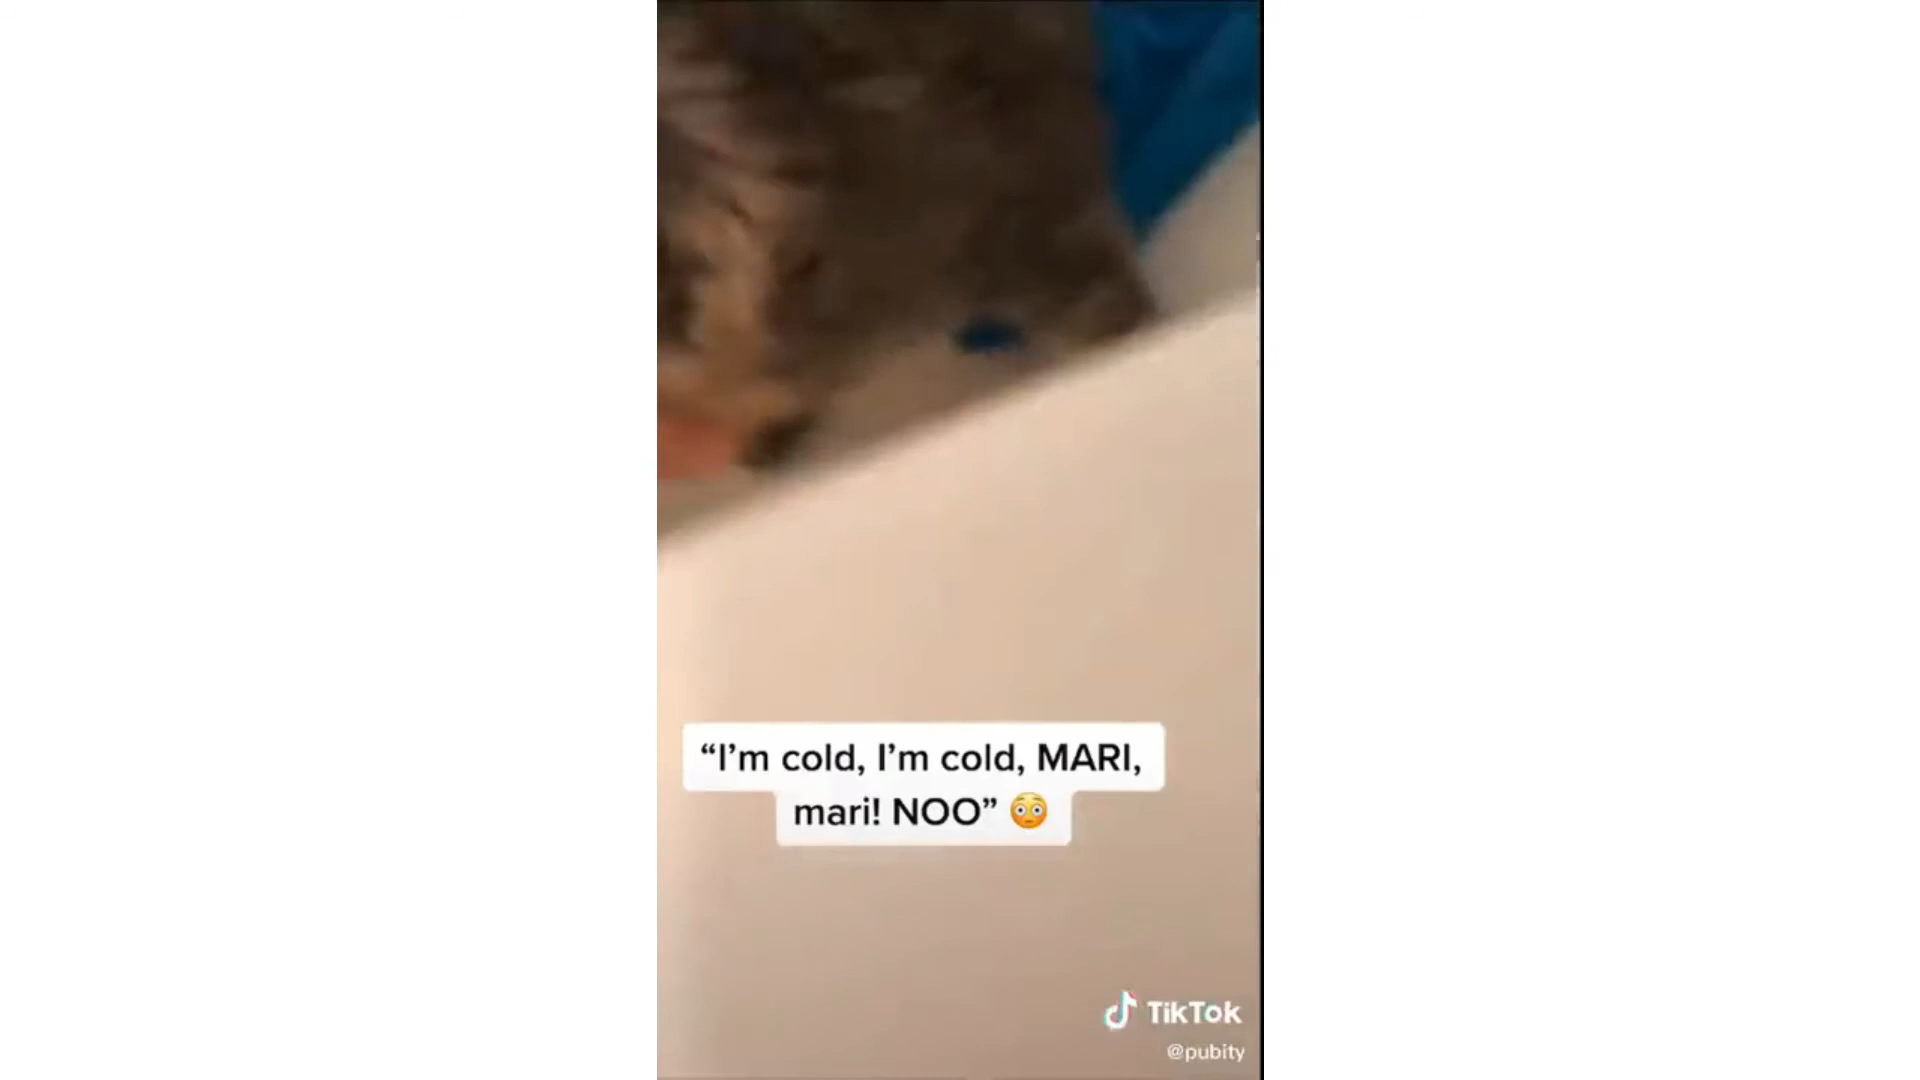 “I’m cold, I’m cold, MARI,
mari! NOO” 😳
TikTok
@pubity